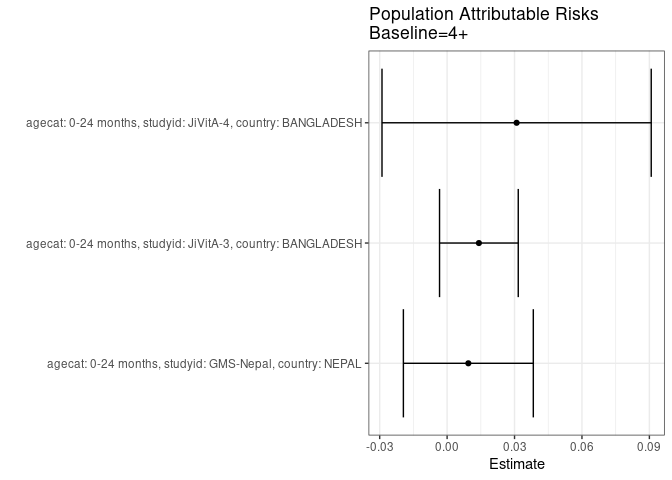 Population Attributable Risks
Baseline=4+
agecat: 0-24 months, studyid: JiVitA-4, country: BANGLADESH
agecat: 0-24 months, studyid: JiVitA-3, country: BANGLADESH
agecat: 0-24 months, studyid: GMS-Nepal, country: NEPAL
-0.03 0.00 0.03 0.06 0.09
Estimate